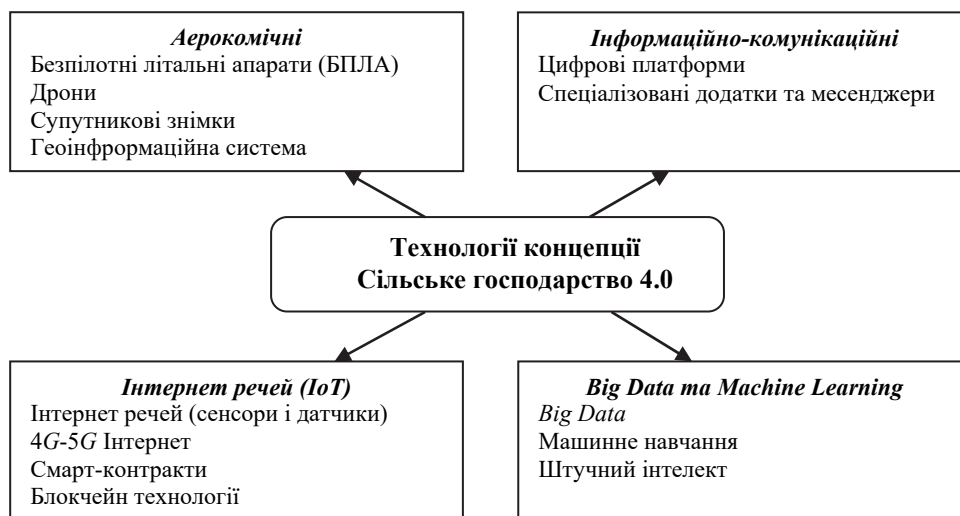 Аерокомічні
Безпілотні літальні апарати (БПЛА)
Дрони
Супутникові знімки
Геоінфрормаційна система
Інформаційно-комунікаційні
Цифрові платформи
Спеціалізовані додатки та месенджери
Технології концепції
Сільське господарство 4.0
Інтернет речей (IoT)
Інтернет речей (сенсори і датчики)
4G-5G Інтернет
Смарт-контракти
Блокчейн технології
Big Data та Machine Learning
Big Data
Машинне навчання
Штучний інтелект